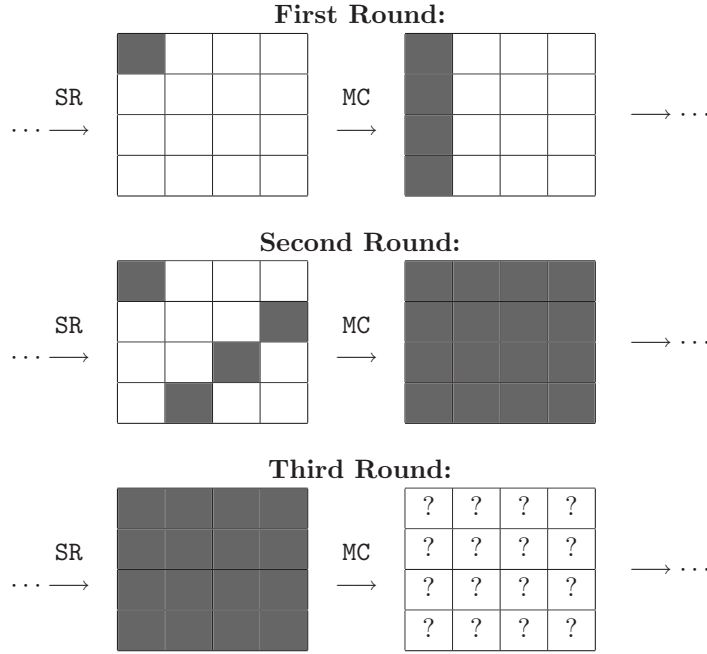 First Round:
SR MC
··· ⟶ ⟶ ⟶ ···
Second Round:
SR MC
··· ⟶ ⟶ ⟶ ···
Third Round:
? ? ? ?
SR MC ? ? ? ?
··· ⟶ ⟶ ⟶ ···
? ? ? ?
? ? ? ?